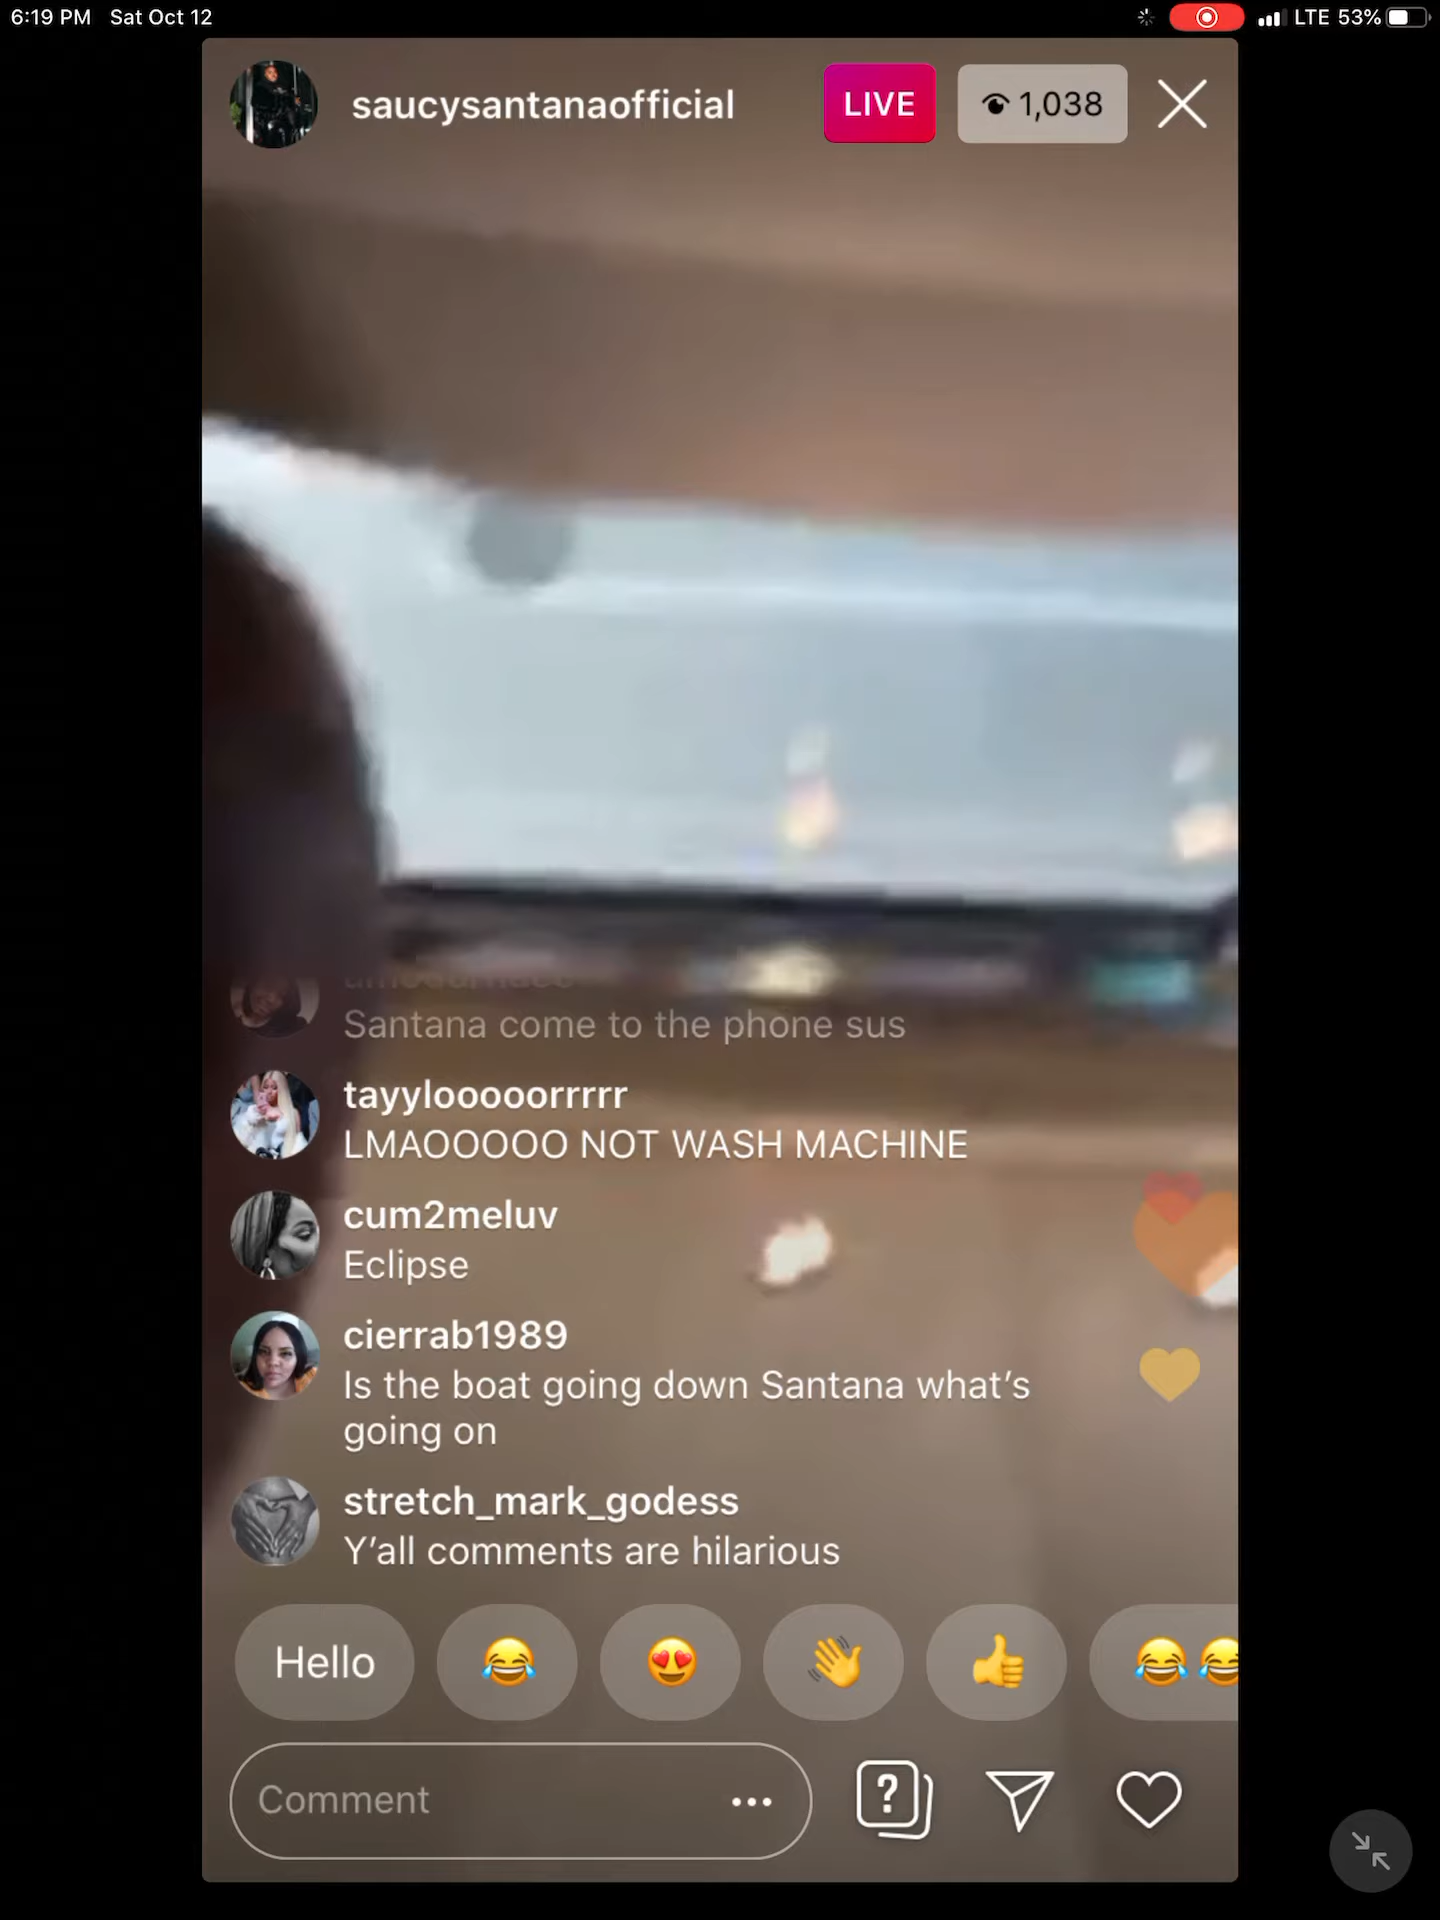 6:19 PM Sat Oct 12
LTE 53%
saucysantanaofficial
LIVE
1,038
Santana come to the phone sus
tayylooooorrrrr
LMAOOOOO NOT WASH MACHINE
cum2meluv
Eclipse
cierrab1989
Is the boat going down Santana what's
going on
stretch_mark_godess
Y'all comments are hilarious
Hello
Comment